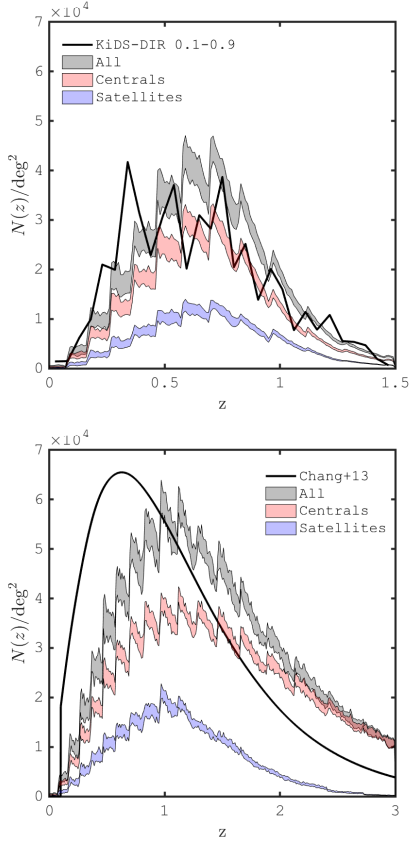 ×10⁴
7
6
5
4
3
2
1
0
N(z)/deg²
KiDS-DIR 0.1-0.9
All
Centrals
Satellites
0 0.5 1 1.5
z
×10⁴
7
6
5
4
3
2
1
0
N(z)/deg²
Chang+13
All
Centrals
Satellites
0 1 2 3
z